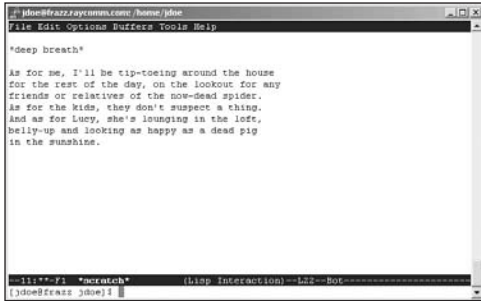 jdoe@frazz.raycomm.com: /home/jdoe
File Edit Options Buffers Tools Help
*deep breath*
As for me, I'll be tip-toeing around the house
for the rest of the day, on the lookout for any
friends or relatives of the now-dead spider.
As for the kids, they don't suspect a thing.
And as for Lucy, she's lounging in the loft,
belly-up and looking as happy as a dead pig
in the sunshine.
--11:**-F1 *scratch* (Lisp Interaction)--L22--Bot----------------------
[jdoe@frazz jdoe]$